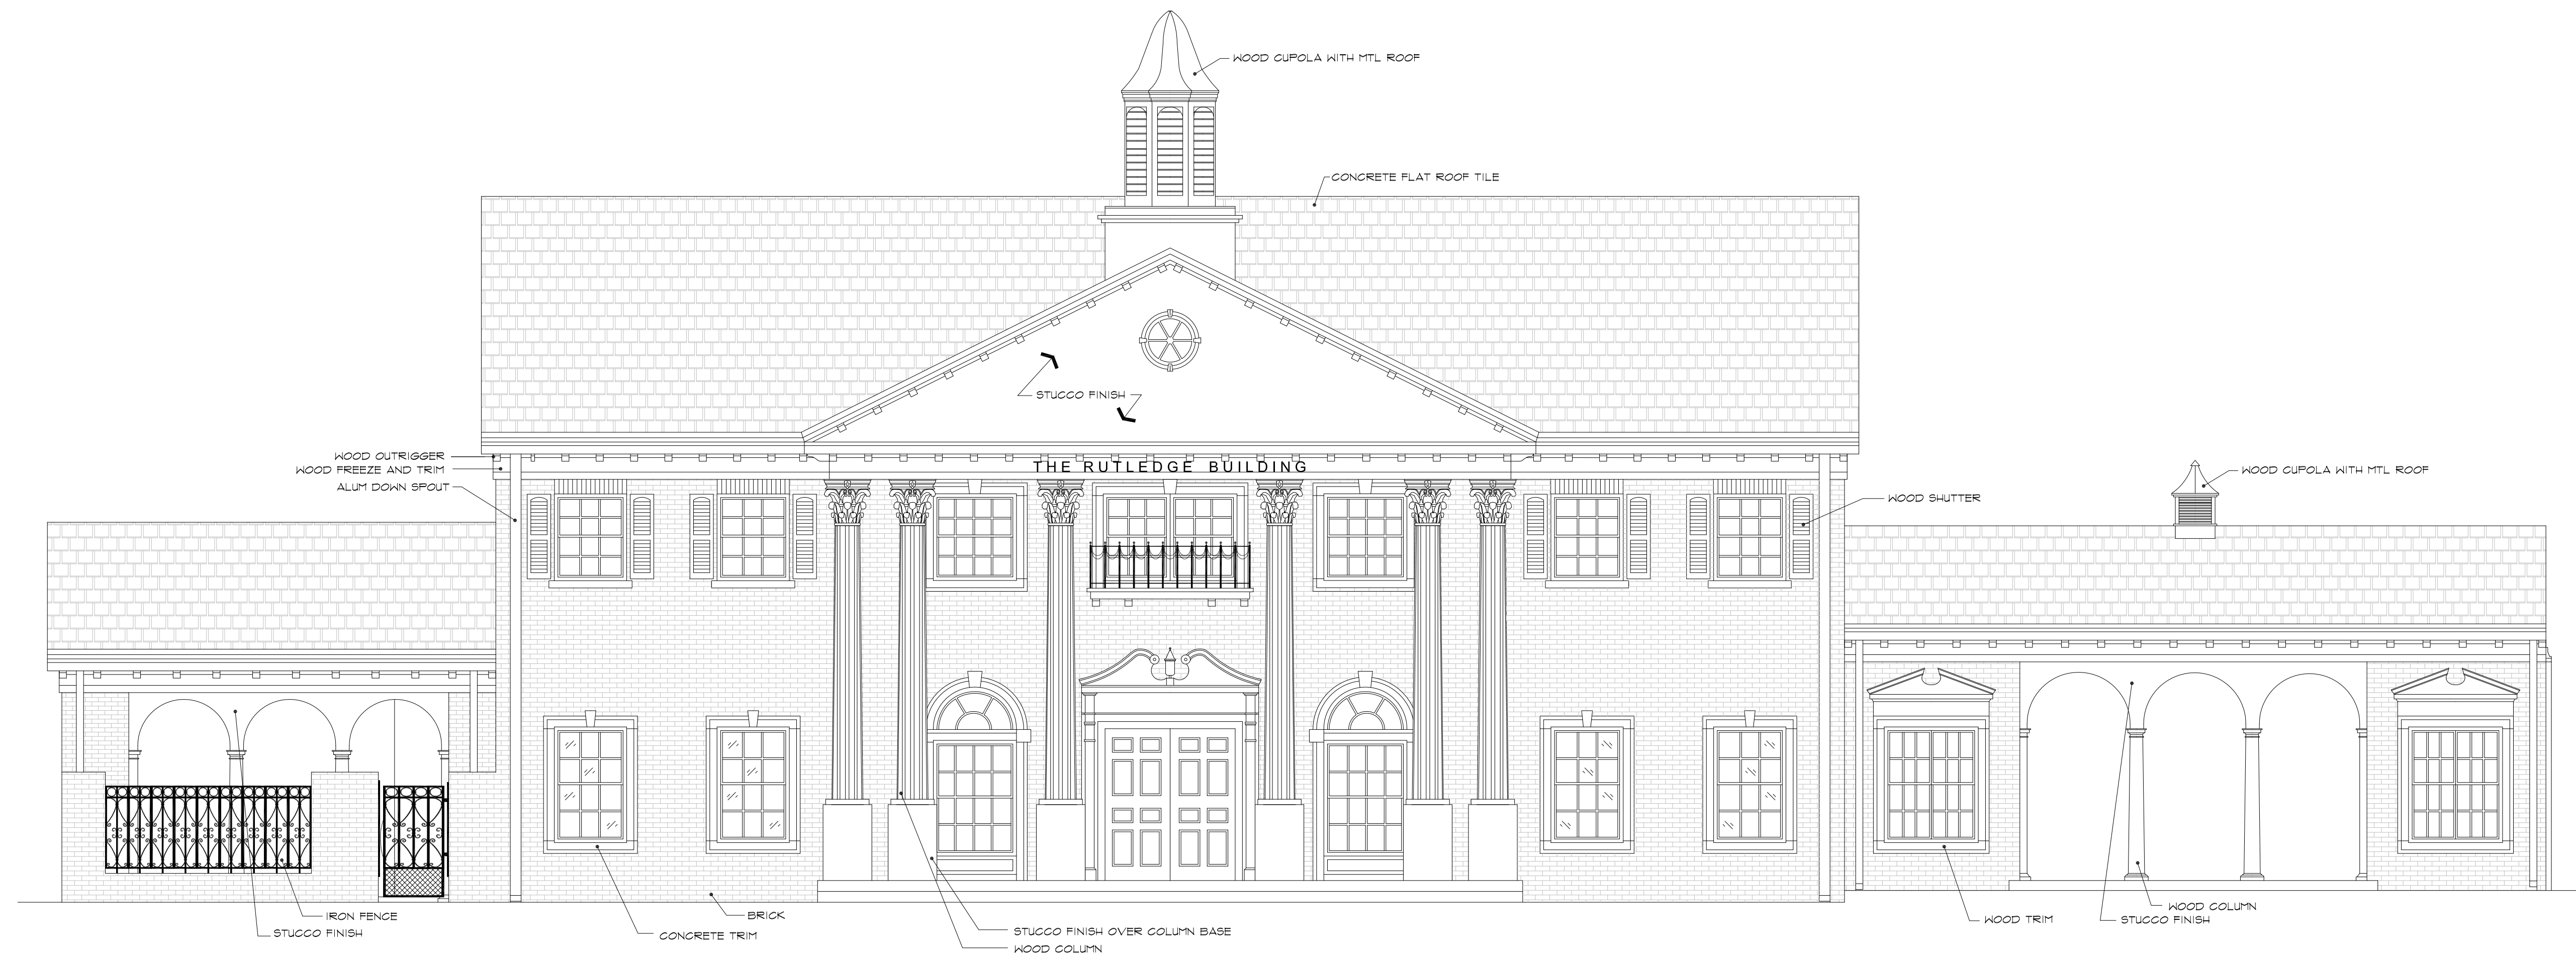 WOOD CUPOLA WITH MTL ROOF
CONCRETE FLAT ROOF TILE
STUCCO FINISH
WOOD OUTRIGGER
WOOD FREEZE AND TRIM
ALUM DOWN SPOUT
THE RUTLEDGE BUILDING
WOOD CUPOLA WITH MTL ROOF
WOOD SHUTTER
IRON FENCE
STUCCO FINISH
BRICK
CONCRETE TRIM
STUCCO FINISH OVER COLUMN BASE
WOOD COLUMN
WOOD COLUMN
WOOD TRIM
STUCCO FINISH